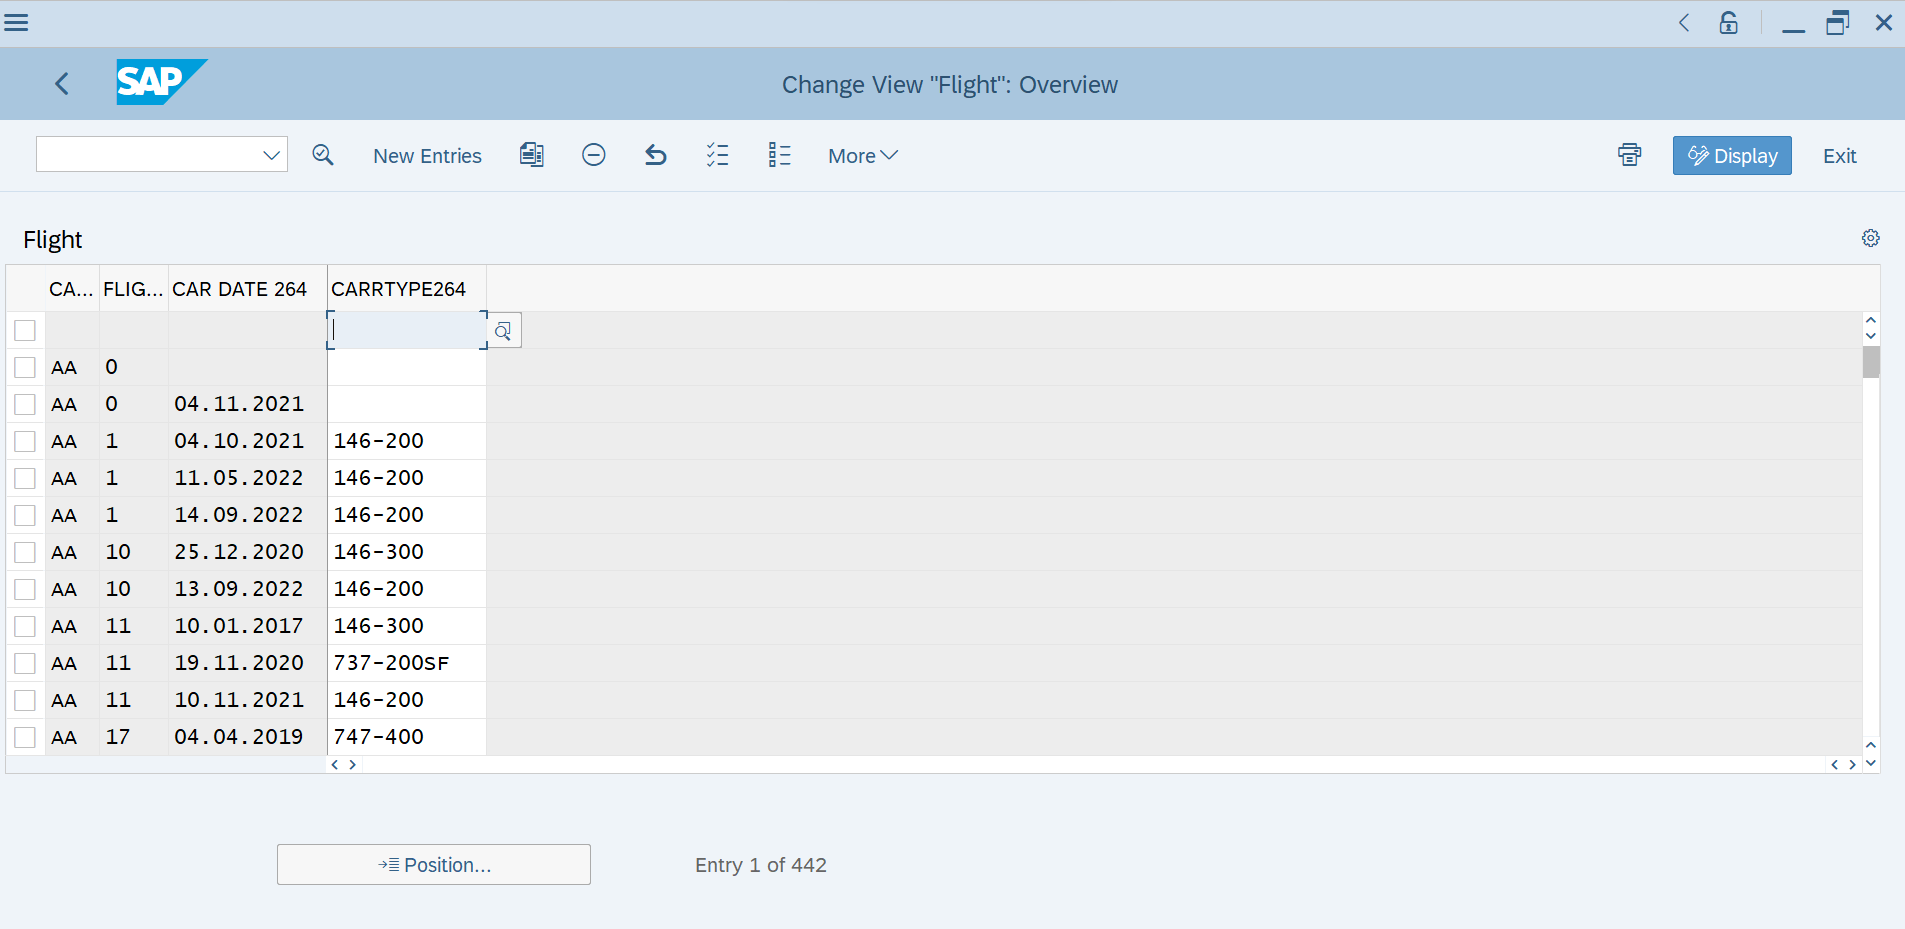 SAP
Change View "Flight": Overview
New Entries
More
Display
Exit
Flight
CA... FLIG... CAR DATE 264 CARRTYPE264
AA 0
AA 0 04.11.2021
AA 1 04.10.2021 146-200
AA 1 11.05.2022 146-200
AA 1 14.09.2022 146-200
AA 10 25.12.2020 146-300
AA 10 13.09.2022 146-200
AA 11 10.01.2017 146-300
AA 11 19.11.2020 737-200SF
AA 11 10.11.2021 146-200
AA 17 04.04.2019 747-400
Position...
Entry 1 of 442